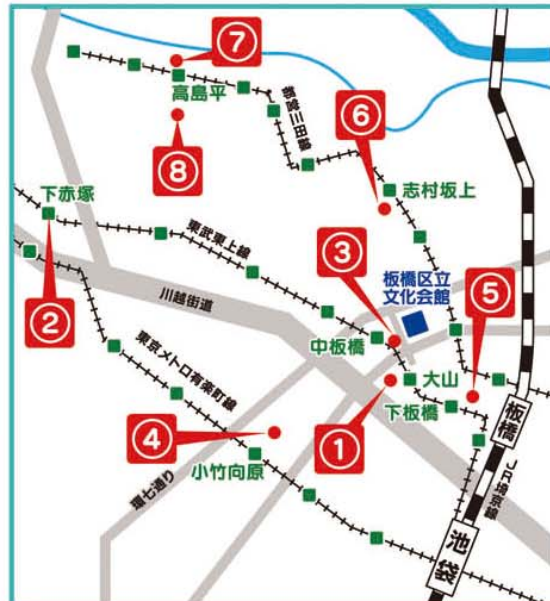 ⑦
高島平
都営三田線
⑥
⑧
志村坂上
下赤塚
東武東上線
③
板橋区立
文化会館
⑤
②
川越街道
中板橋
大山
東京メトロ有楽町線
下板橋
板橋
④
①
小竹向原
環七通り
JR埼京線
池袋